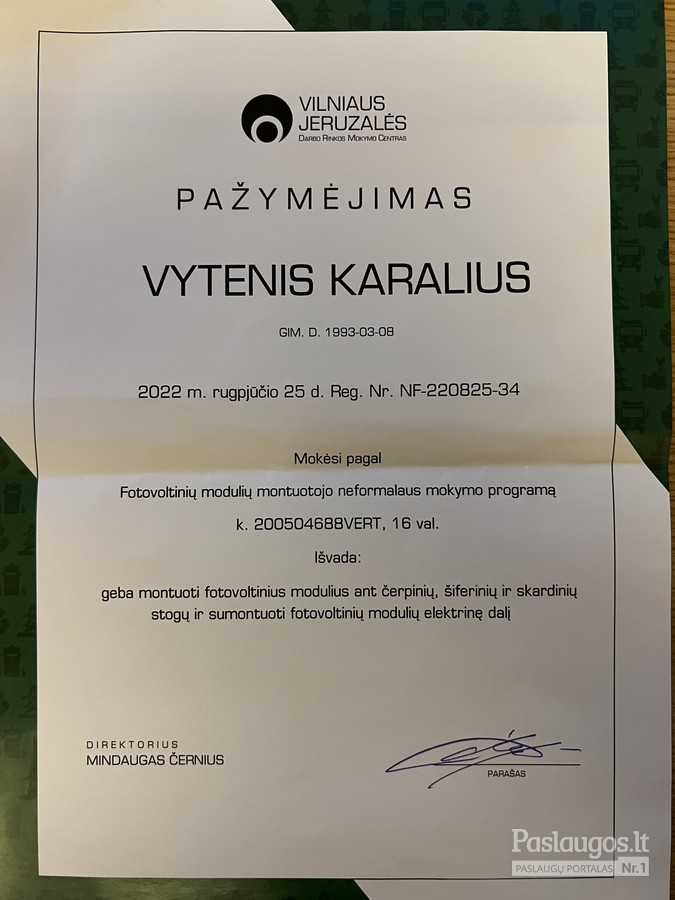 VILNIAUS
JERUZALĖS
DARBO RINKOS MOKYMO CENTRAS
PAŽYMĖJIMAS
VYTENIS KARALIUS
GIM. D. 1993-03-08
2022 m. rugpjūčio 25 d. Reg. Nr. NF-220825-34
Mokėsi pagal
Fotovoltinių modulių montuotojo neformalaus mokymo programą
k. 200504688VERT, 16 val.
Išvada:
geba montuoti fotovoltinius modulius ant čerpinių, šiferinių ir skardinių
stogų ir sumontuoti fotovoltinių modulių elektrinę dalį
DIREKTORIUS
MINDAUGAS ČERNIUS
PARAŠAS
Paslaugos.lt
PASLAUGŲ PORTALAS Nr.1